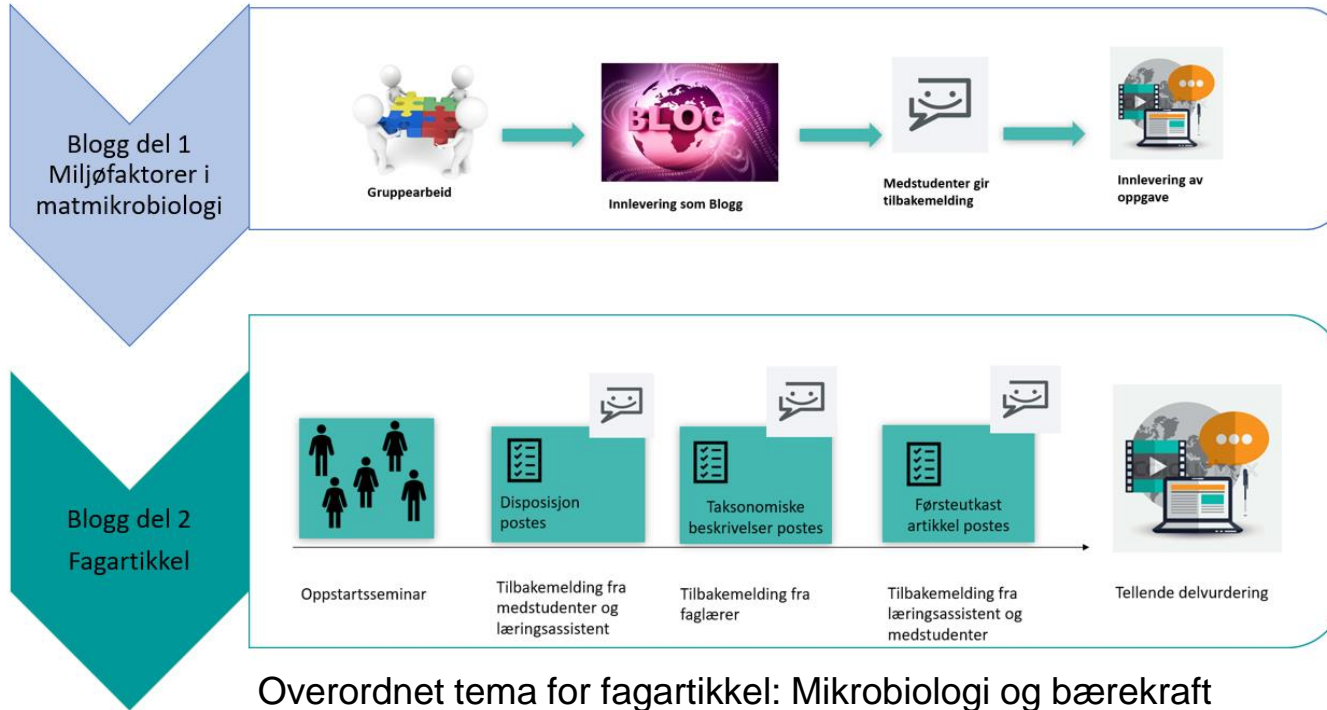 Blogg del 1
Miljøfaktorer i
matmikrobiologi
Gruppearbeid
BLOG
Innlevering som Blogg
Medstudenter gir
tilbakemelding
Innlevering av
oppgave
Blogg del 2
Fagartikkel
Oppstartsseminar
Disposjon
postes
Tilbakemelding fra
medstudenter og
læringsassistent
Taksonomiske
beskrivelser postes
Tilbakemelding fra
faglærer
Førsteutkast
artikkel postes
Tilbakemelding fra
læringsassistent og
medstudenter
Tellende delvurdering
Overordnet tema for fagartikkel: Mikrobiologi og bærekraft